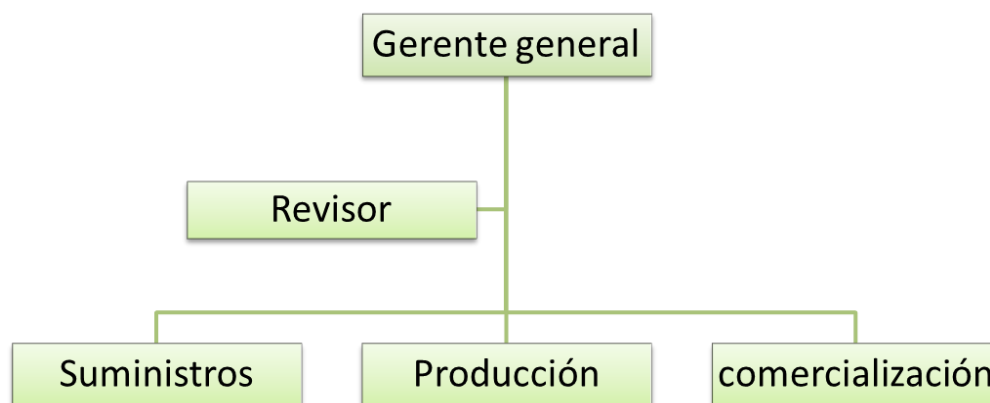 Gerente general
Revisor
Suministros
Producción
comercialización